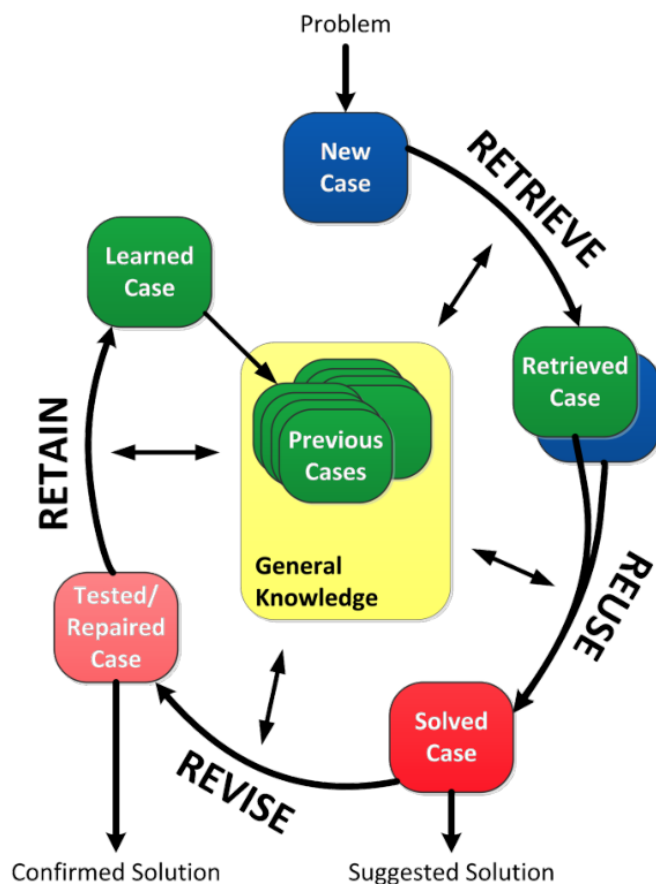 Problem
New
Case
RETRIEVE
Learned
Case
Retrieved
Case
Previous
Cases
RETAIN
General
Knowledge
REUSE
Tested/
Repaired
Case
Solved
Case
REVISE
Confirmed Solution
Suggested Solution